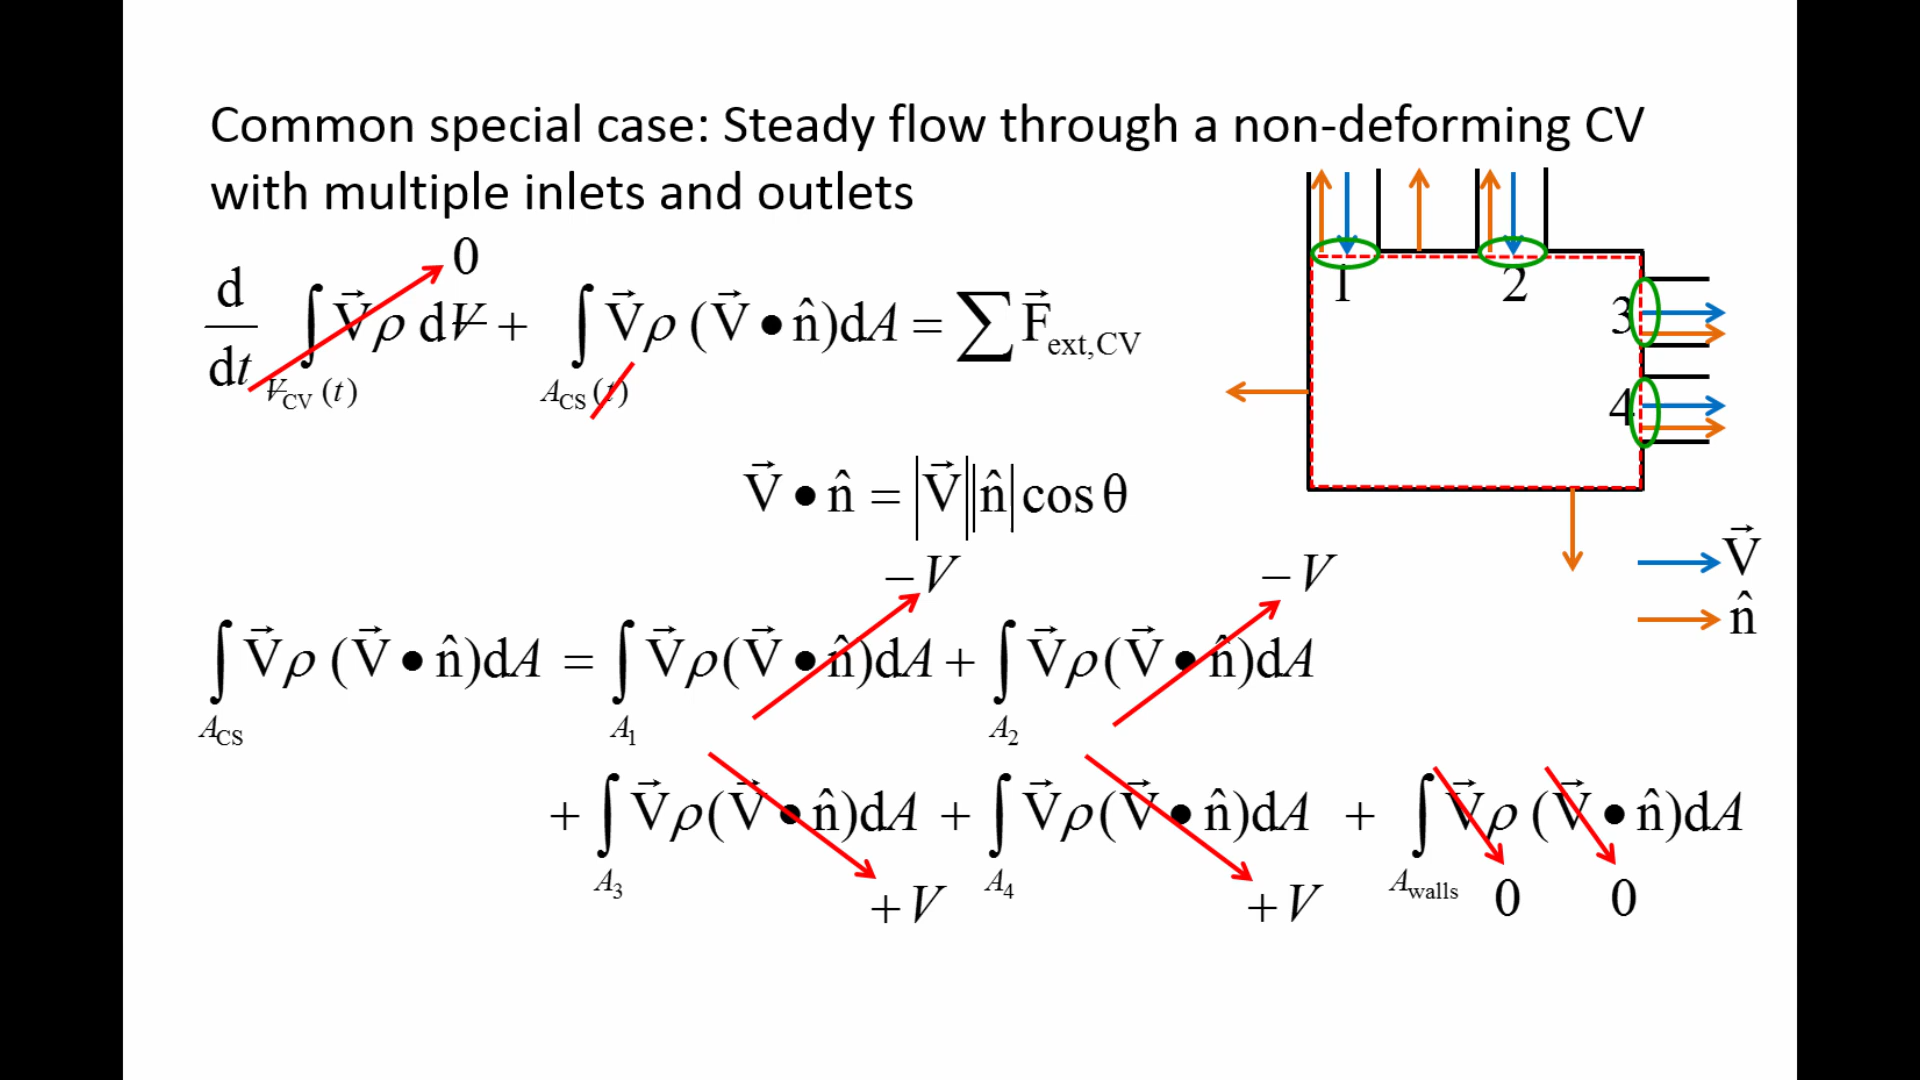 Common special case: Steady flow through a non-deforming CV
with multiple inlets and outlets
d/dt ∫_{V̶_CV(t)} V⃗ρ dV̶ + ∫_{A_CS(t)} V⃗ρ (V⃗ • n̂)dA = ∑F⃗_{ext,CV}
0
1
2
3
4
V⃗ • n̂ = |V⃗||n̂| cos θ
V⃗
n̂
− V
− V
∫_{A_CS} V⃗ρ (V⃗ • n̂)dA = ∫_{A_1} V⃗ρ(V⃗ • n̂)dA + ∫_{A_2} V⃗ρ(V⃗ • n̂)dA
+ ∫_{A_3} V⃗ρ(V⃗ • n̂)dA + ∫_{A_4} V⃗ρ(V⃗ • n̂)dA + ∫_{A_walls} V⃗ρ (V⃗ • n̂)dA
+ V
+ V
0
0